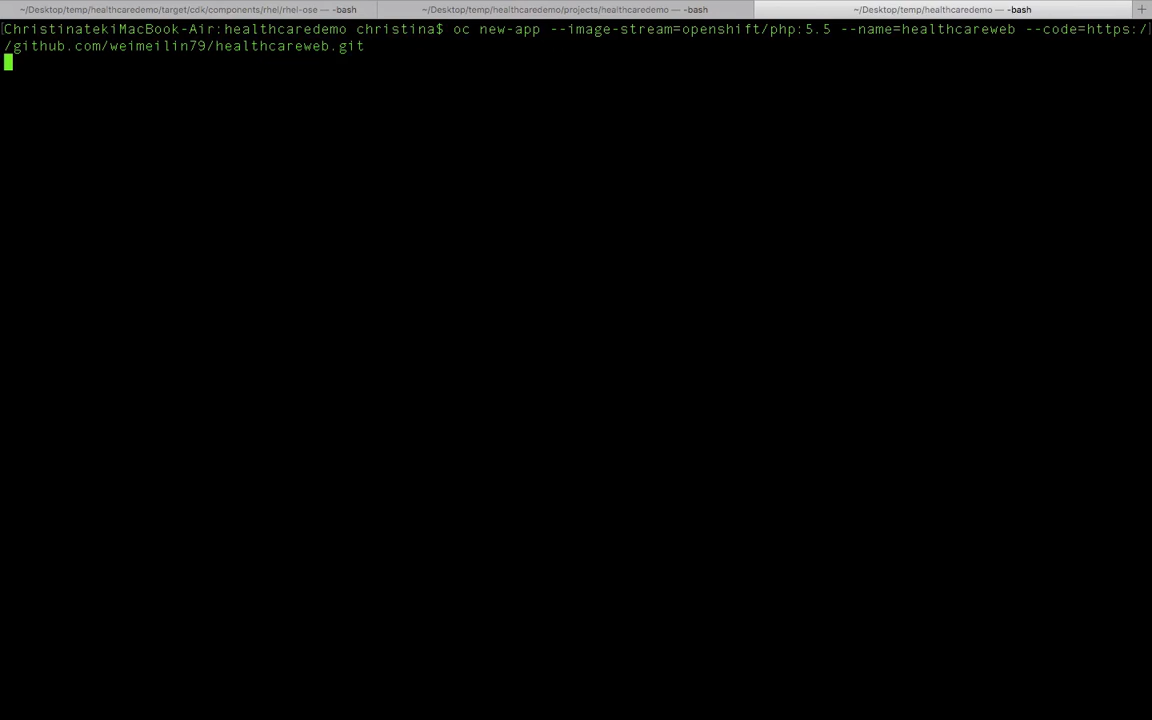 ~/Desktop/temp/healthcaredemo/target/cdk/components/rhel/rhel-ose — -bash
~/Desktop/temp/healthcaredemo/projects/healthcaredemo — -bash
~/Desktop/temp/healthcaredemo — -bash
+
ChristinatekiMacBook-Air:healthcaredemo christina$ oc new-app --image-stream=openshift/php:5.5 --name=healthcareweb --code=https:/
/github.com/weimeilin79/healthcareweb.git